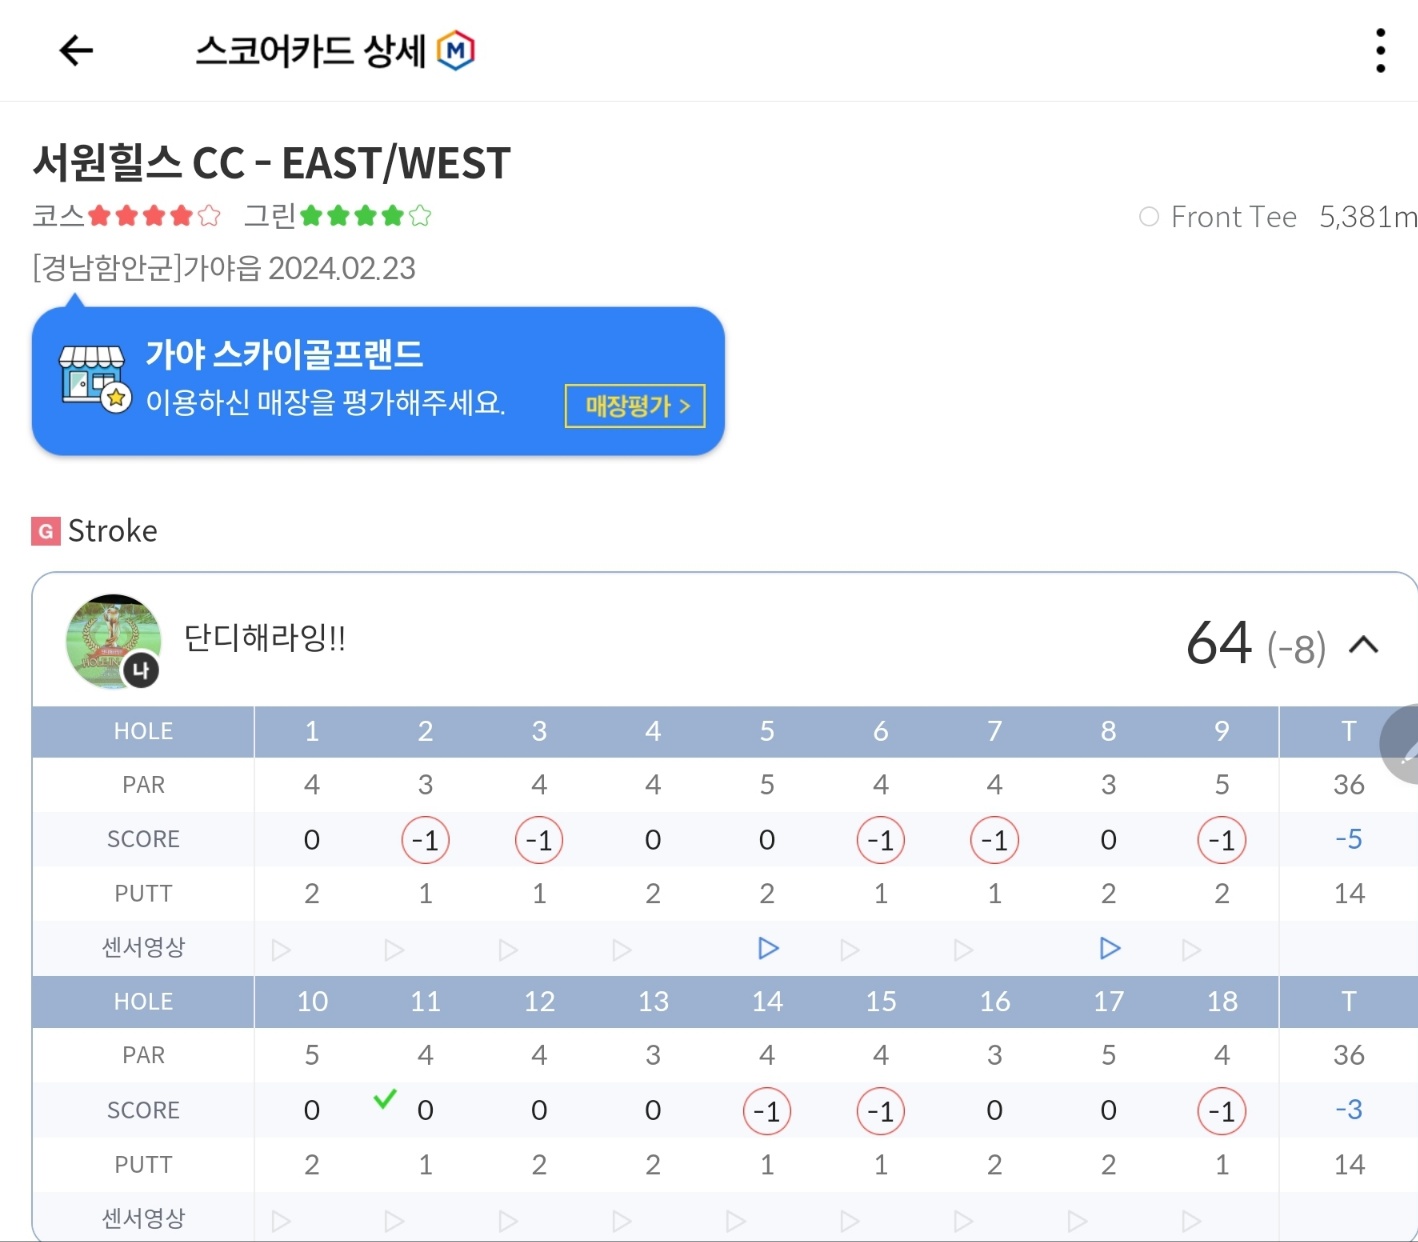 스코어카드 상세 M
서원힐스 CC - EAST/WEST
코스 그린 Front Tee 5,381m
[경남함안군]가야읍 2024.02.23
가야 스카이골프랜드
이용하신 매장을 평가해주세요.
매장평가 >
G Stroke
단디해라잉!! 64 (-8)
나
HOLE 1 2 3 4 5 6 7 8 9 T
PAR 4 3 4 4 5 4 4 3 5 36
SCORE 0 -1 -1 0 0 -1 -1 0 -1 -5
PUTT 2 1 1 2 2 1 1 2 2 14
센서영상
HOLE 10 11 12 13 14 15 16 17 18 T
PAR 5 4 4 3 4 4 3 5 4 36
SCORE 0 0 0 0 -1 -1 0 0 -1 -3
PUTT 2 1 2 2 1 1 2 2 1 14
센서영상